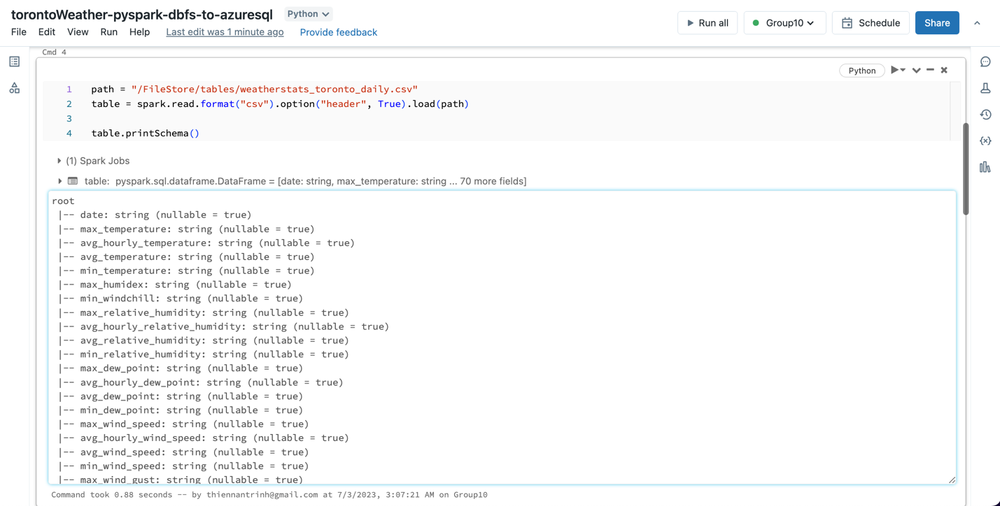 torontoWeather-pyspark-dbfs-to-azuresql Python
File Edit View Run Help Last edit was 1 minute ago Provide feedback
Run all Group10 Schedule Share
Cmd 4
Python
1 path = "/FileStore/tables/weatherstats_toronto_daily.csv"
2 table = spark.read.format("csv").option("header", True).load(path)
3
4 table.printSchema()
(1) Spark Jobs
table: pyspark.sql.dataframe.DataFrame = [date: string, max_temperature: string ... 70 more fields]
root
|-- date: string (nullable = true)
|-- max_temperature: string (nullable = true)
|-- avg_hourly_temperature: string (nullable = true)
|-- avg_temperature: string (nullable = true)
|-- min_temperature: string (nullable = true)
|-- max_humidex: string (nullable = true)
|-- min_windchill: string (nullable = true)
|-- max_relative_humidity: string (nullable = true)
|-- avg_hourly_relative_humidity: string (nullable = true)
|-- avg_relative_humidity: string (nullable = true)
|-- min_relative_humidity: string (nullable = true)
|-- max_dew_point: string (nullable = true)
|-- avg_hourly_dew_point: string (nullable = true)
|-- avg_dew_point: string (nullable = true)
|-- min_dew_point: string (nullable = true)
|-- max_wind_speed: string (nullable = true)
|-- avg_hourly_wind_speed: string (nullable = true)
|-- avg_wind_speed: string (nullable = true)
|-- min_wind_speed: string (nullable = true)
|-- max_wind_gust: string (nullable = true)
Command took 0.88 seconds -- by thiennantrinh@gmail.com at 7/3/2023, 3:07:21 AM on Group10